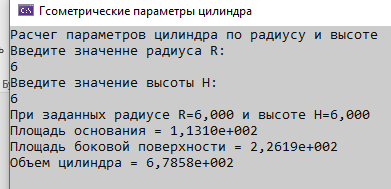 Геометрические параметры цилиндра
Расчет параметров цилиндра по радиусу и высоте
Введите значенне радиуса R:
6
Введите значение высоты H:
6
При заданных радиусе R=6,000 и высоте H=6,000
Площадь основания = 1,1310e+002
Площадь боковой поверхности = 2,2619e+002
Объем цилиндра = 6,7858e+002